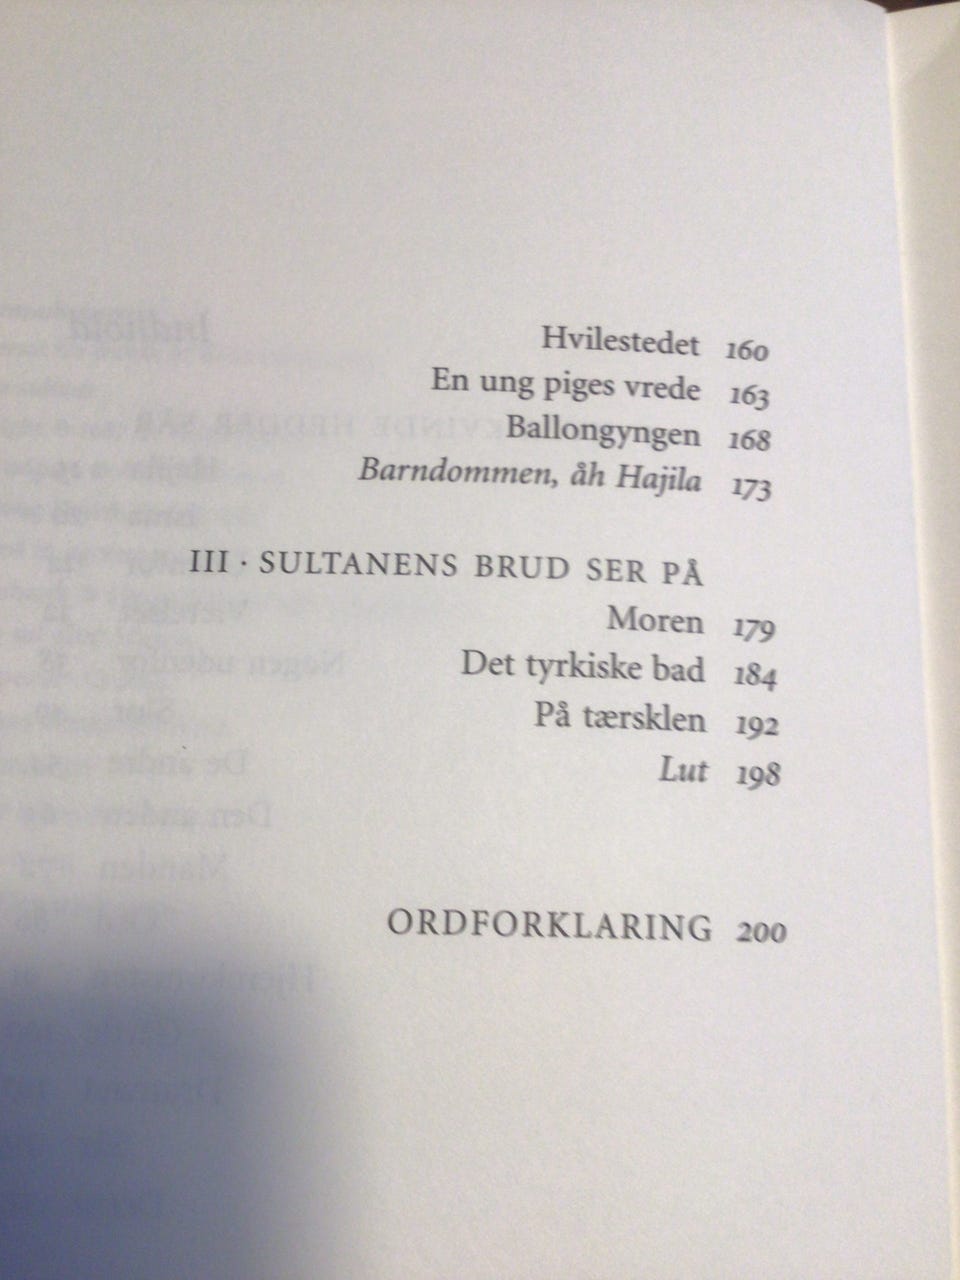 Hvilestedet 160
En ung piges vrede 163
Ballongyngen 168
Barndommen, åh Hajila 173
III · SULTANENS BRUD SER PÅ
Moren 179
Det tyrkiske bad 184
På tærsklen 192
Lut 198
ORDFORKLARING 200